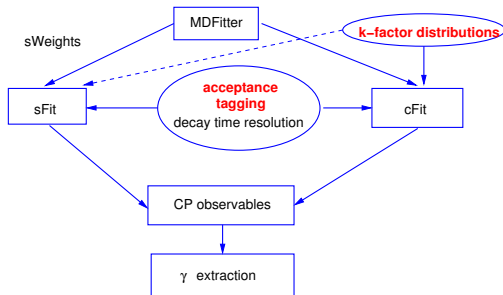 MDFitter
k-factor distributions
sWeights
acceptance
tagging
decay time resolution
sFit
cFit
CP observables
γ extraction